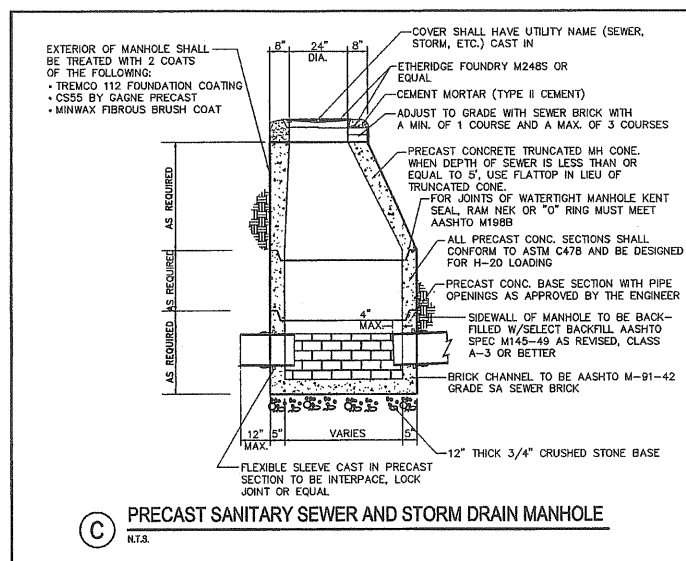 EXTERIOR OF MANHOLE SHALL
BE TREATED WITH 2 COATS
OF THE FOLLOWING:
• TREMCO 112 FOUNDATION COATING
• CS55 BY GAGNE PRECAST
• MINWAX FIBROUS BRUSH COAT
8"
24"
DIA.
8"
COVER SHALL HAVE UTILITY NAME (SEWER,
STORM, ETC.) CAST IN
ETHERIDGE FOUNDRY M248S OR
EQUAL
CEMENT MORTAR (TYPE II CEMENT)
ADJUST TO GRADE WITH SEWER BRICK WITH
A MIN. OF 1 COURSE AND A MAX. OF 3 COURSES
PRECAST CONCRETE TRUNCATED MH CONE.
WHEN DEPTH OF SEWER IS LESS THAN OR
EQUAL TO 5', USE FLATTOP IN LIEU OF
TRUNCATED CONE.
FOR JOINTS OF WATERTIGHT MANHOLE KENT
SEAL, RAM NEK OR "O" RING MUST MEET
AASHTO M198B
ALL PRECAST CONC. SECTIONS SHALL
CONFORM TO ASTM C478 AND BE DESIGNED
FOR H-20 LOADING
PRECAST CONC. BASE SECTION WITH PIPE
OPENINGS AS APPROVED BY THE ENGINEER
SIDEWALL OF MANHOLE TO BE BACK-
FILLED W/SELECT BACKFILL AASHTO
SPEC M145-49 AS REVISED, CLASS
A-3 OR BETTER
BRICK CHANNEL TO BE AASHTO M-91-42
GRADE SA SEWER BRICK
12" THICK 3/4" CRUSHED STONE BASE
AS REQUIRED
AS REQUIRED
AS REQUIRED
4"
MAX.
12"
MAX.
5"
VARIES
5"
FLEXIBLE SLEEVE CAST IN PRECAST
SECTION TO BE INTERPACE, LOCK
JOINT OR EQUAL
C
PRECAST SANITARY SEWER AND STORM DRAIN MANHOLE
N.T.S.